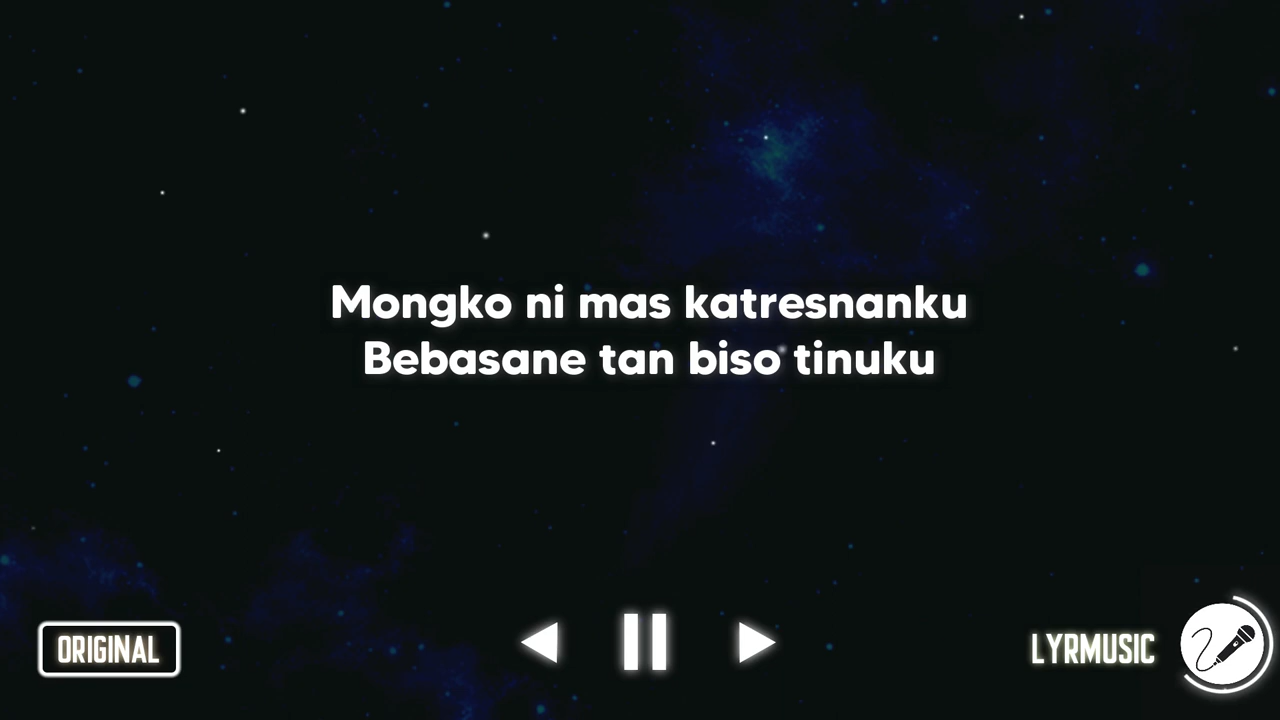 Mongko ni mas katresnanku
Bebasane tan biso tinuku
ORIGINAL
LYRMUSIC